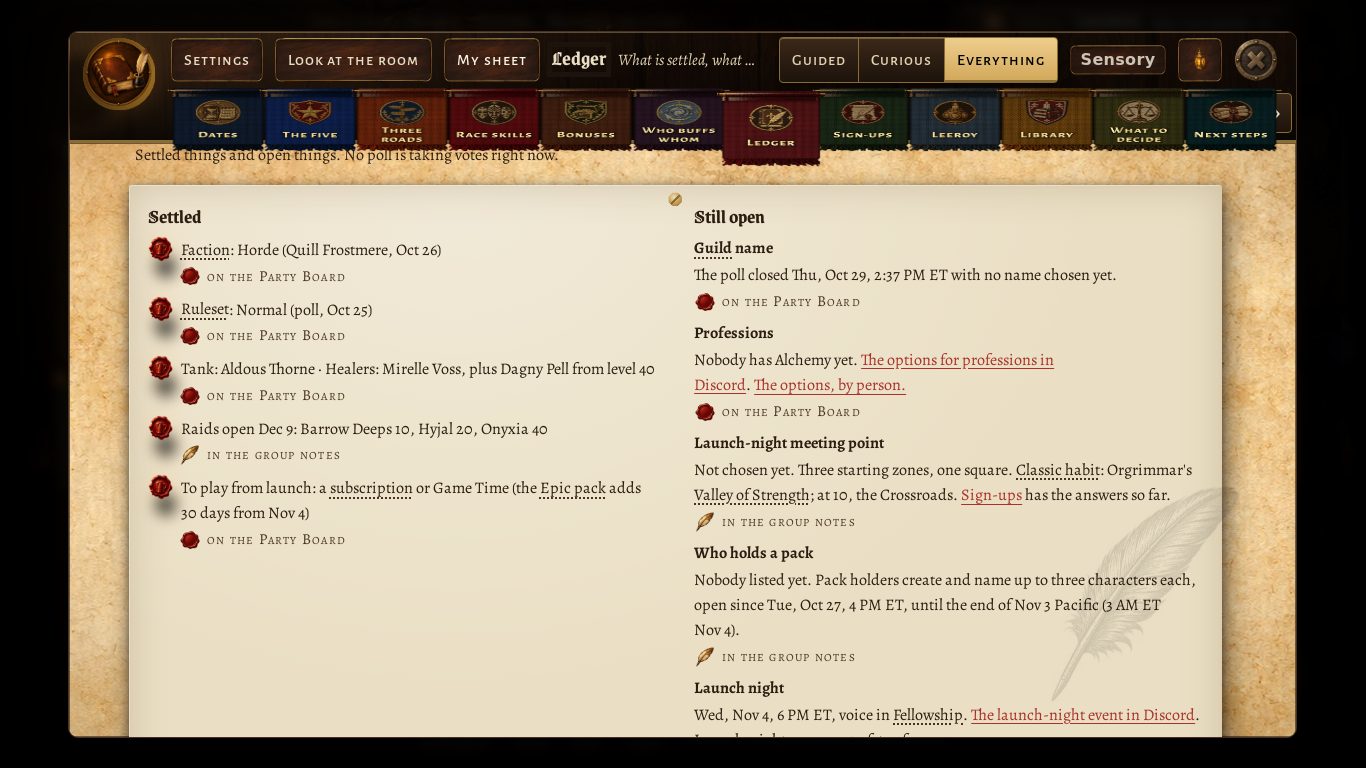 Settings
Look at the room
My sheet
Ledger
What is settled, what ...
Guided
Curious
Everything
Sensory
Dates
The Five
Three
Roads
Race skills
Bonuses
Who buffs
whom
Ledger
Sign-ups
Leeroy
Library
What to
decide
Next steps
Settled things and open things. No poll is taking votes right now.
Settled
Faction: Horde (Quill Frostmere, Oct 26)
on the Party Board
Ruleset: Normal (poll, Oct 25)
on the Party Board
Tank: Aldous Thorne · Healers: Mirelle Voss, plus Dagny Pell from level 40
on the Party Board
Raids open Dec 9: Barrow Deeps 10, Hyjal 20, Onyxia 40
in the group notes
To play from launch: a subscription or Game Time (the Epic pack adds
30 days from Nov 4)
on the Party Board
Still open
Guild name
The poll closed Thu, Oct 29, 2:37 PM ET with no name chosen yet.
on the Party Board
Professions
Nobody has Alchemy yet. The options for professions in
Discord. The options, by person.
on the Party Board
Launch-night meeting point
Not chosen yet. Three starting zones, one square. Classic habit: Orgrimmar's
Valley of Strength; at 10, the Crossroads. Sign-ups has the answers so far.
in the group notes
Who holds a pack
Nobody listed yet. Pack holders create and name up to three characters each,
open since Tue, Oct 27, 4 PM ET, until the end of Nov 3 Pacific (3 AM ET
Nov 4).
in the group notes
Launch night
Wed, Nov 4, 6 PM ET, voice in Fellowship. The launch-night event in Discord.